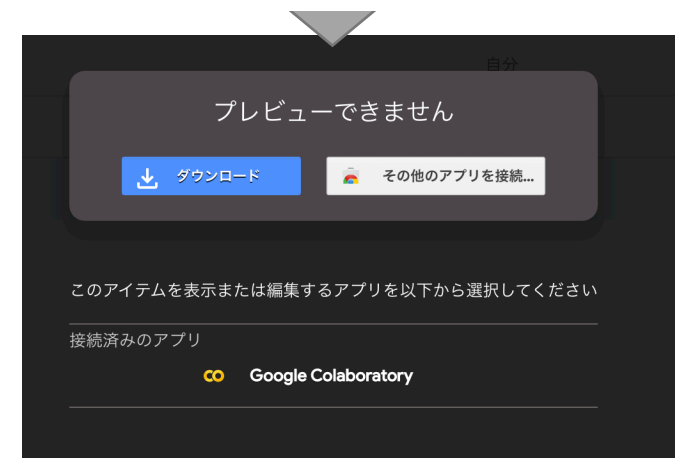 自分
プレビューできません
ダウンロード
その他のアプリを接続...
このアイテムを表示または編集するアプリを以下から選択してください
接続済みのアプリ
Google Colaboratory